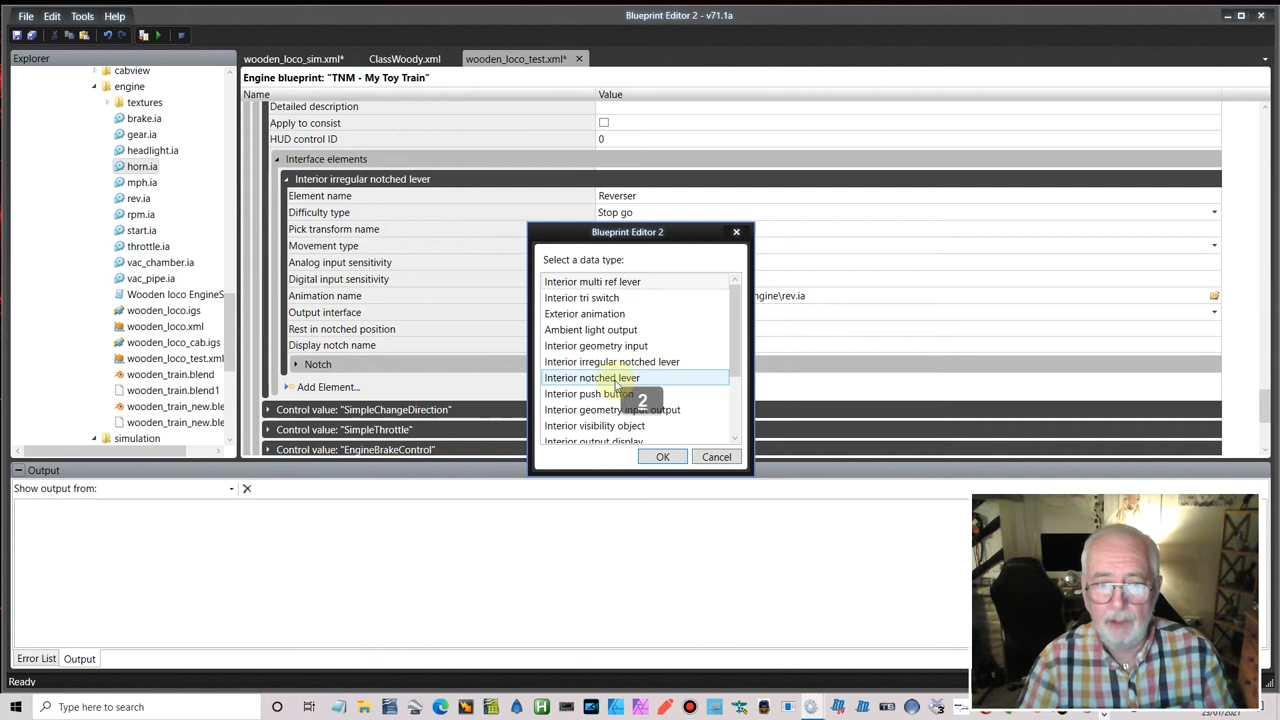 File Edit Tools Help
Blueprint Editor 2 - v71.1a
Explorer
cabview
engine
textures
brake.ia
gear.ia
headlight.ia
horn.ia
mph.ia
rev.ia
rpm.ia
start.ia
throttle.ia
vac_chamber.ia
vac_pipe.ia
Wooden loco EngineS
wooden_loco.igs
wooden_loco.xml
wooden_loco_cab.igs
wooden_loco_test.xml
wooden_train.blend
wooden_train.blend1
wooden_train_new.ble
wooden_train_new.ble
simulation
wooden_loco_sim.xml* ClassWoody.xml wooden_loco_test.xml*
Engine blueprint: "TNM - My Toy Train"
Name Value
Detailed description
Apply to consist
HUD control ID 0
Interface elements
Interior irregular notched lever
Element name Reverser
Difficulty type Stop go
Pick transform name
Movement type
Analog input sensitivity
Digital input sensitivity
Animation name ngine\rev.ia
Output interface
Rest in notched position
Display notch name
Notch
Add Element...
Control value: "SimpleChangeDirection"
Control value: "SimpleThrottle"
Control value: "EngineBrakeControl"
Blueprint Editor 2
Select a data type:
Interior multi ref lever
Interior tri switch
Exterior animation
Ambient light output
Interior geometry input
Interior irregular notched lever
Interior notched lever
Interior push button
2
Interior geometry input output
Interior visibility object
Interior output display
OK Cancel
Output
Show output from:
Error List Output
Ready
Type here to search
23/01/2021